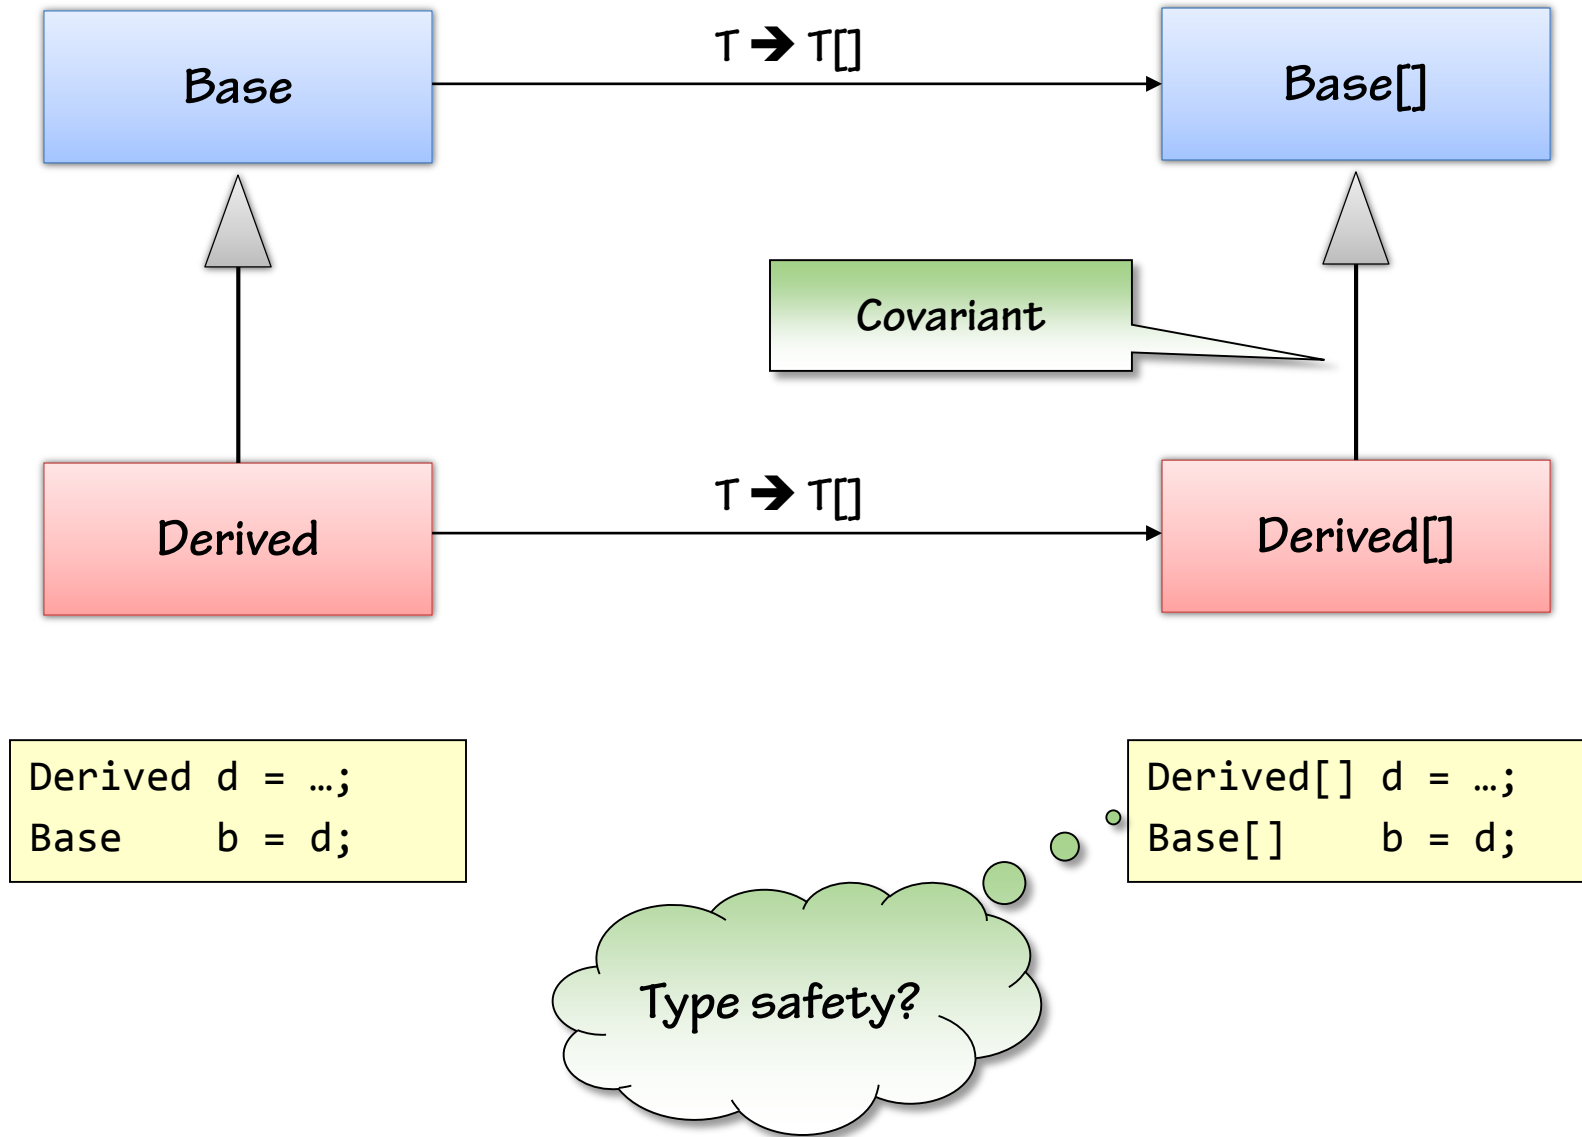 T 🡺 T[]
Base
Base[]
Covariant
T 🡺 T[]
Derived
Derived[]
Derived d = …;
Base    b = d;
Derived[] d = …;
Base[]    b = d;
Type safety?